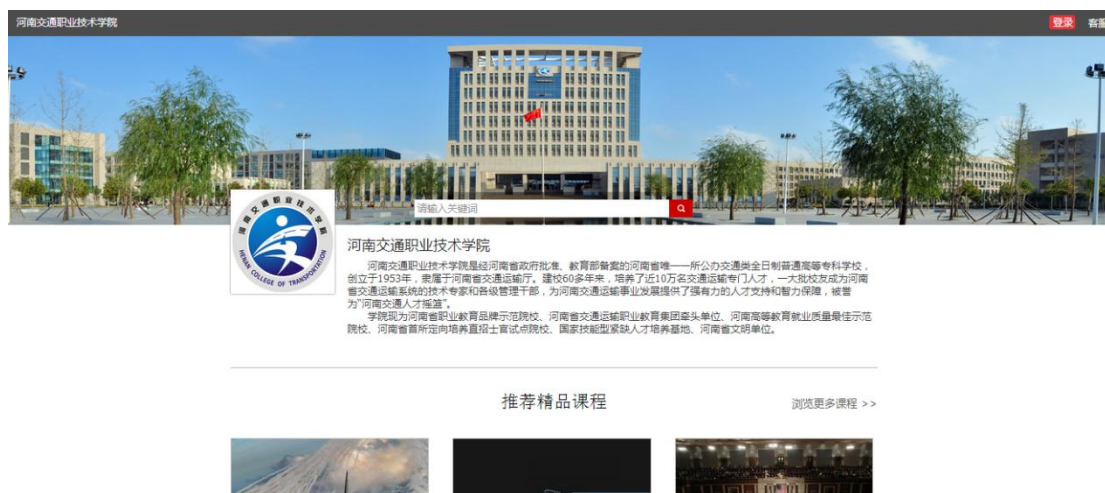 河南交通职业技术学院
登录 客服
请输入关键词
河南交通职业技术学院
HENAN COLLEGE OF TRANSPORTATION
河南交通职业技术学院
河南交通职业技术学院是经河南省政府批准、教育部备案的河南省唯一一所公办交通类全日制普通高等专科学校，
创立于1953年，隶属于河南省交通运输厅。建校60多年来，培养了近10万名交通运输专门人才，一大批校友成为河南
省交通运输系统的技术专家和各级管理干部，为河南交通运输事业发展提供了强有力的人才支持和智力保障，被誉
为"河南交通人才摇篮"。
学院现为河南省职业教育品牌示范院校、河南省交通运输职业教育集团牵头单位、河南高等教育就业质量最佳示范
院校、河南省首所定向培养直招士官试点院校、国家技能型紧缺人才培养基地、河南省文明单位。
推荐精品课程
浏览更多课程 >>